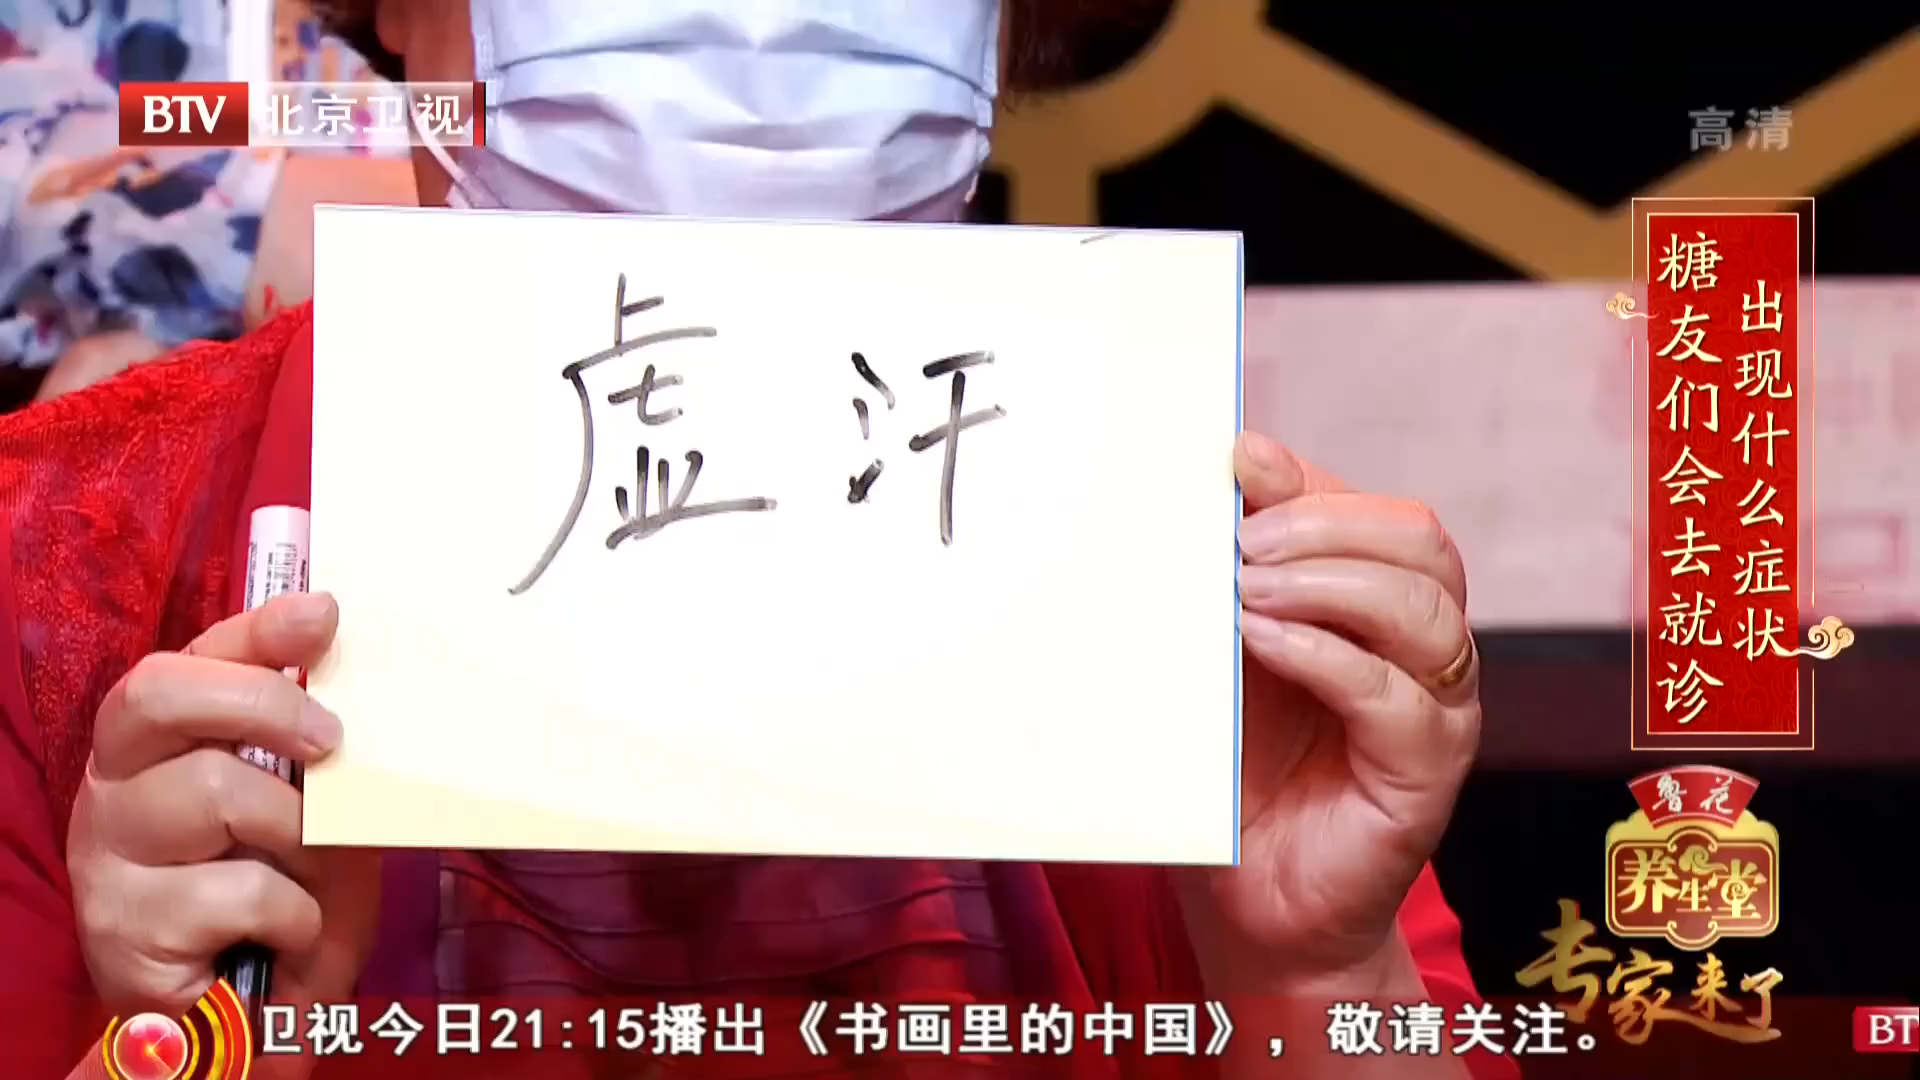 BTV 北京卫视
高清
虚汗
出现什么症状
糖友们会去就诊
鲁花
养生堂
专家来了
卫视今日21:15播出《书画里的中国》，敬请关注。
BT